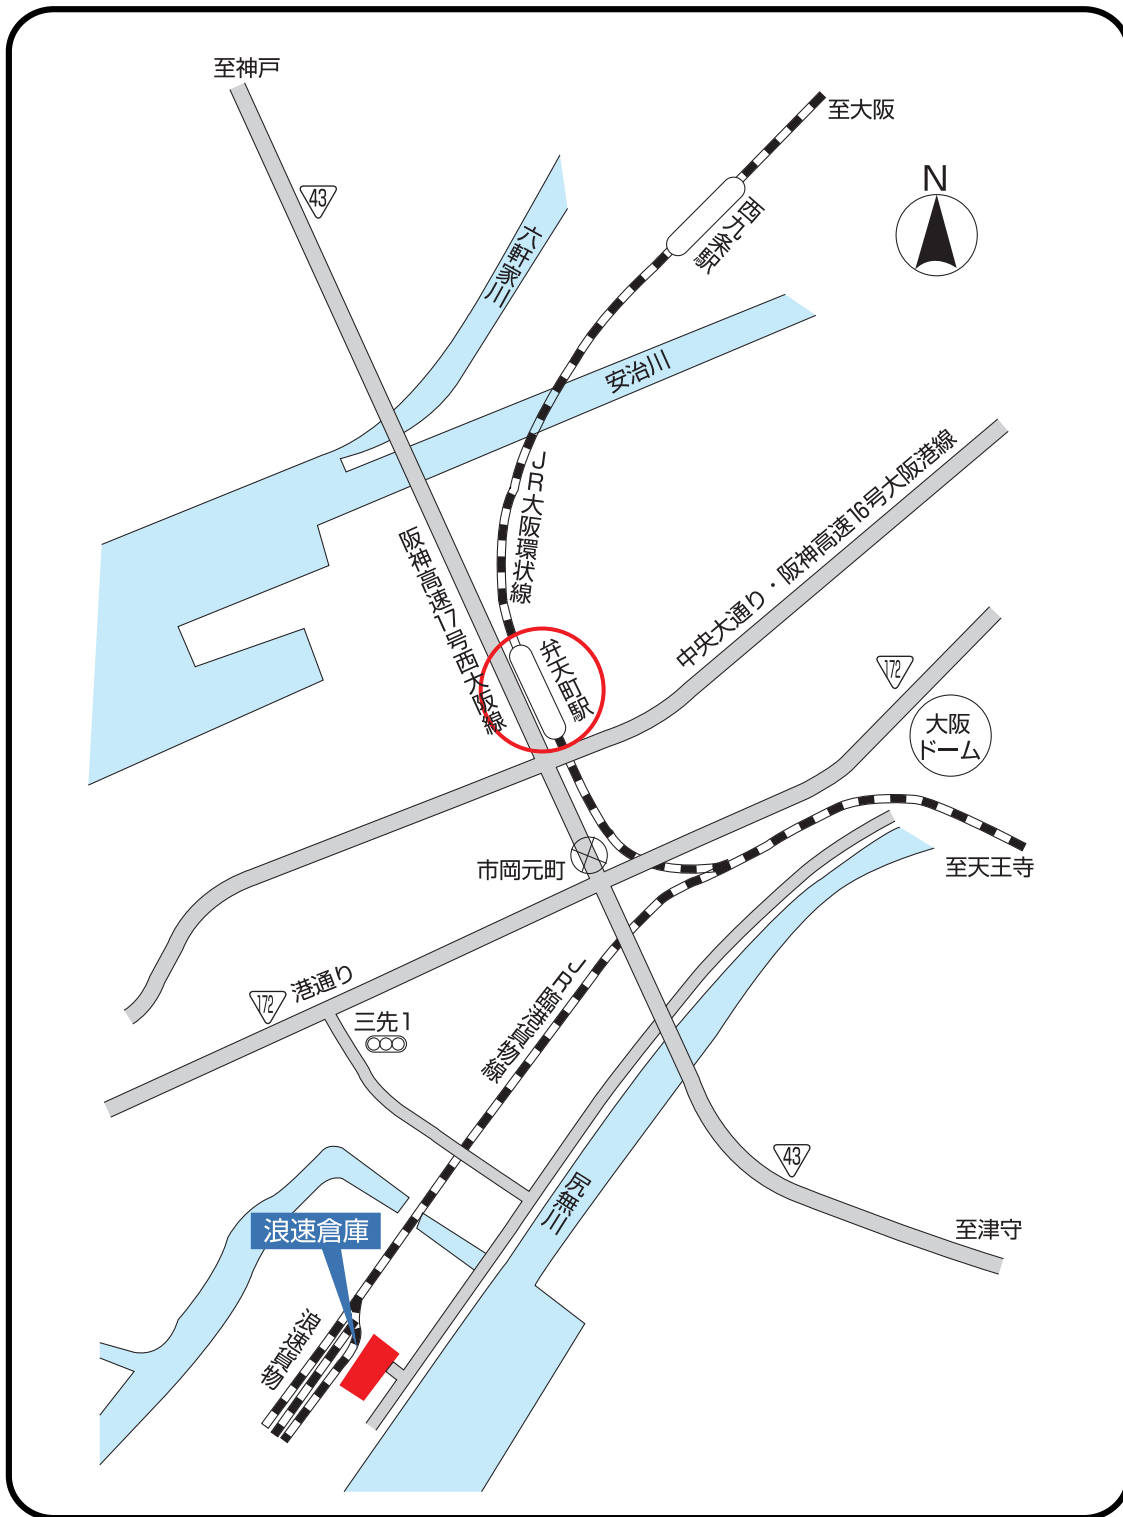 至神戸
至大阪
N
43
西九条駅
六軒家川
安治川
JR大阪環状線
中央大通り・阪神高速16号大阪港線
阪神高速17号西大阪線
弁天町駅
172
大阪
ドーム
市岡元町
至天王寺
172
港通り
JR臨港貨物線
三先1
43
尻無川
浪速倉庫
至津守
浪速貨物